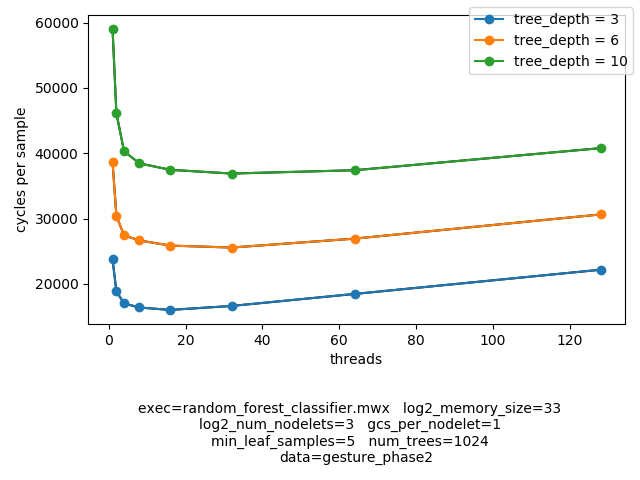 tree_depth = 3
tree_depth = 6
tree_depth = 10
60000
50000
40000
30000
20000
cycles per sample
0 20 40 60 80 100 120
threads
exec=random_forest_classifier.mwx log2_memory_size=33
log2_num_nodelets=3 gcs_per_nodelet=1
min_leaf_samples=5 num_trees=1024
data=gesture_phase2